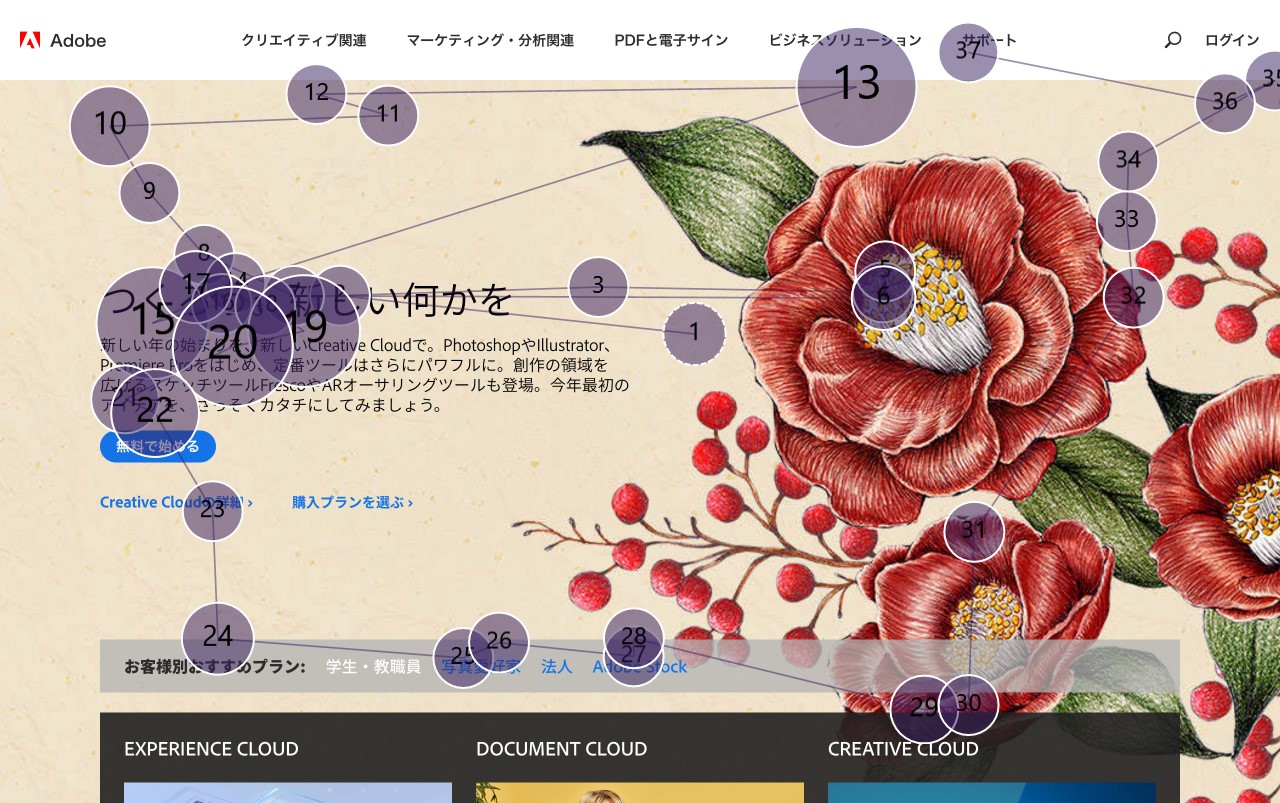 Adobe
クリエイティブ関連
マーケティング・分析関連
PDFと電子サイン
ビジネスソリューション
サポート
ログイン
37
13
12
36
35
11
10
34
9
33
8
4
5
17
3
6
32
新しい何かを
15
19
1
20
新しい年の始まりを、新しいCreative Cloudで。PhotoshopやIllustrator、
Premiere Proをはじめ、定番ツールはさらにパワフルに。創作の領域を
広げるスケッチツールFrescoやARオーサリングツールも登場。今年最初の
アイデアを、さっそくカタチにしてみましょう。
21
22
無料で始める
Creative Cloudの詳細 ›
購入プランを選ぶ ›
23
31
24
26
28
25
27
お客様別おすすめプラン:
学生・教職員
写真愛好家
法人
Adobe Stock
29
30
EXPERIENCE CLOUD
DOCUMENT CLOUD
CREATIVE CLOUD